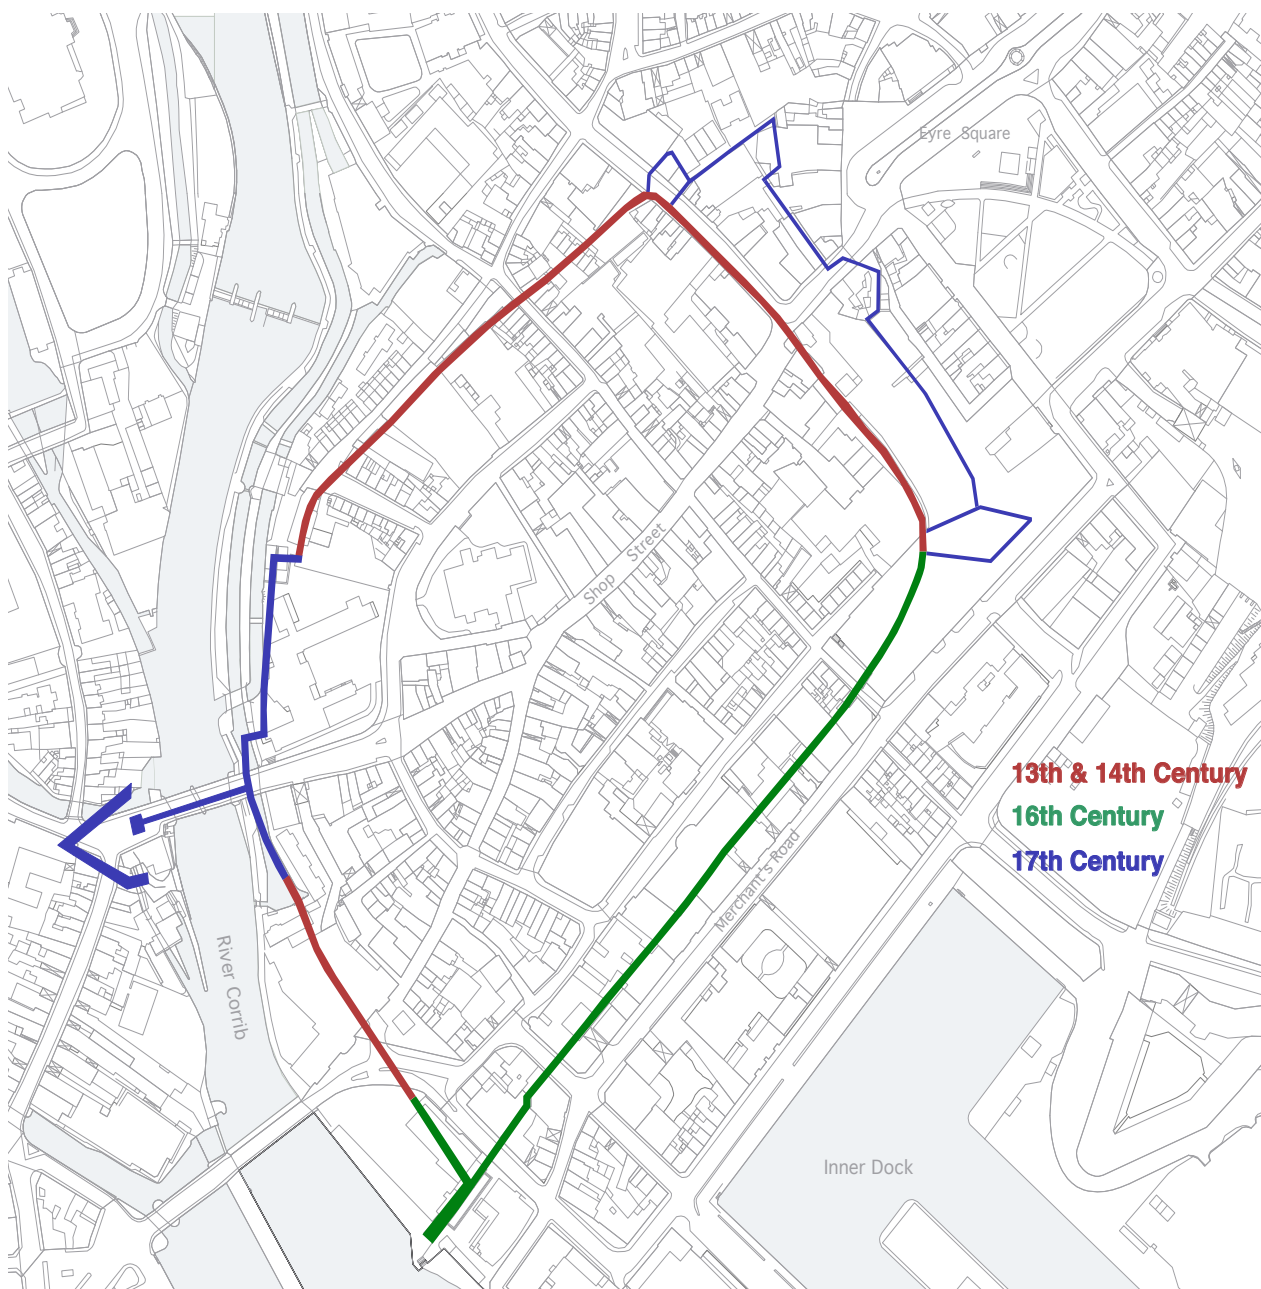 Eyre Square
Shop Street
13th & 14th Century
16th Century
17th Century
Merchant's Road
River Corrib
Inner Dock